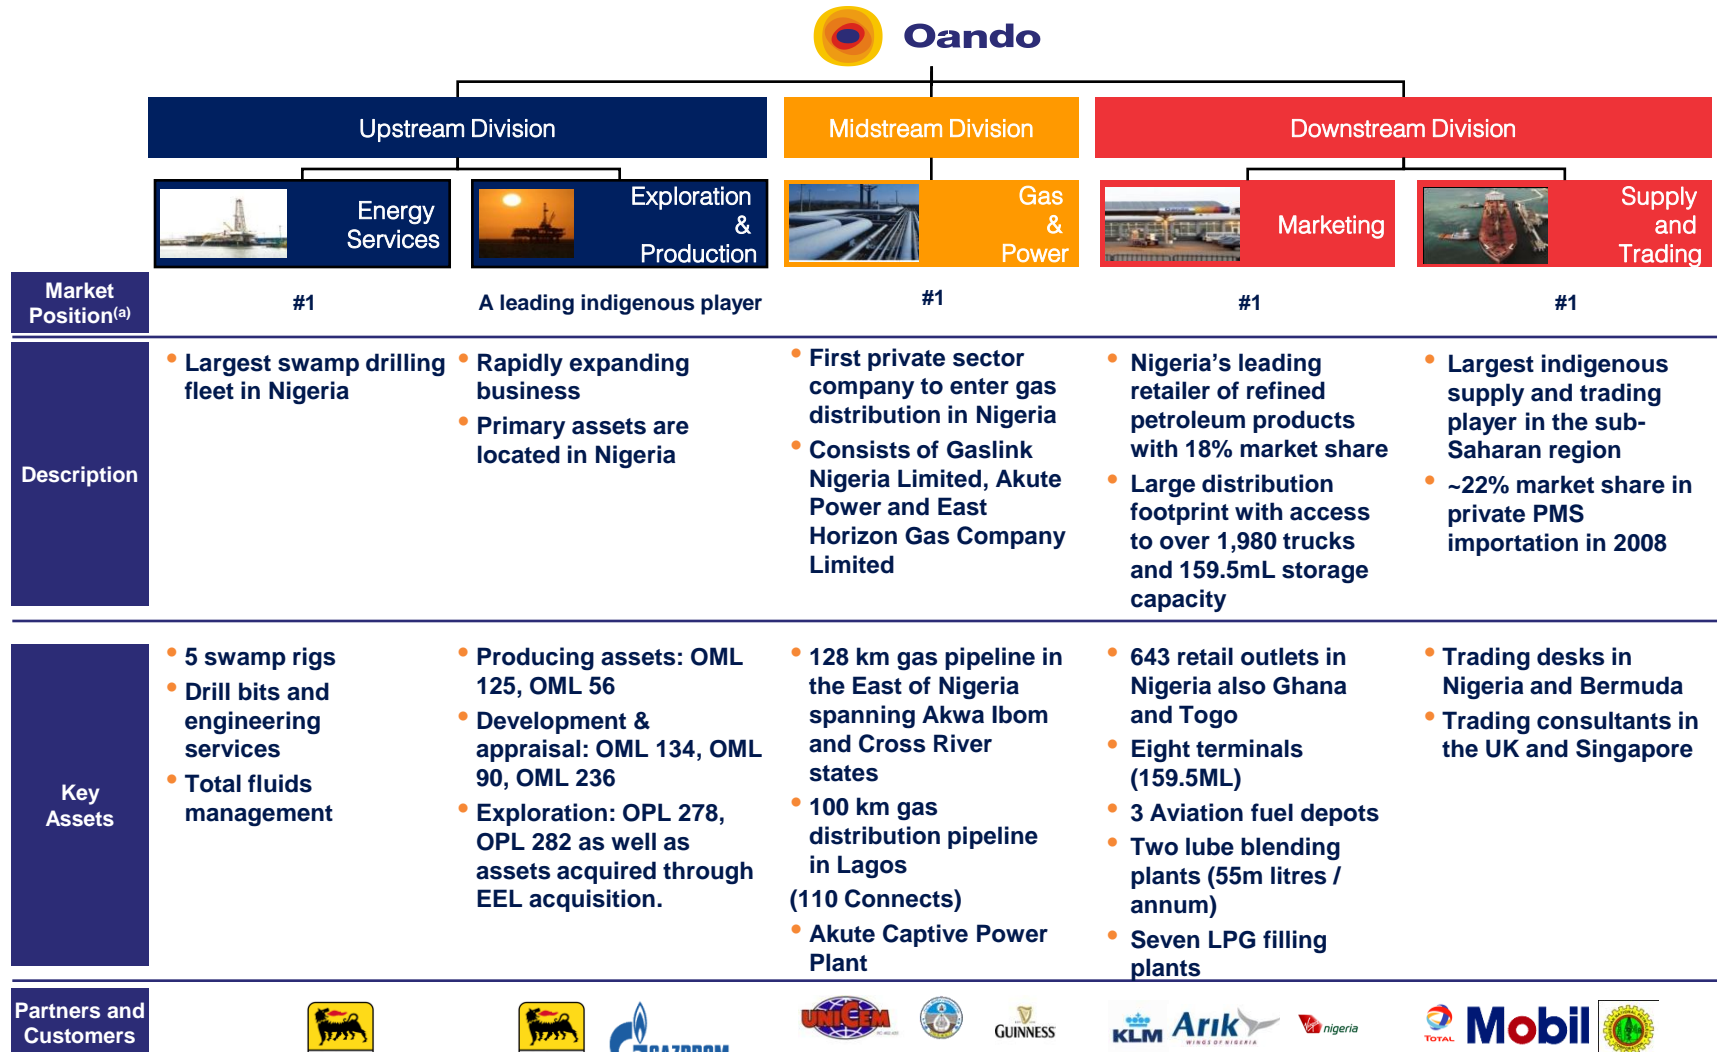 Oando
Upstream Division
Midstream Division
Downstream Division
Energy
Services
Exploration
&
Production
Gas
&
Power
Marketing
Supply
and
Trading
Market
Position(a)
#1
A leading indigenous player
#1
#1
#1
Description
• Largest swamp drilling
fleet in Nigeria
• Rapidly expanding
business
• Primary assets are
located in Nigeria
• First private sector
company to enter gas
distribution in Nigeria
• Consists of Gaslink
Nigeria Limited, Akute
Power and East
Horizon Gas Company
Limited
• Nigeria’s leading
retailer of refined
petroleum products
with 18% market share
• Large distribution
footprint with access
to over 1,980 trucks
and 159.5mL storage
capacity
• Largest indigenous
supply and trading
player in the sub-
Saharan region
• ~22% market share in
private PMS
importation in 2008
Key
Assets
• 5 swamp rigs
• Drill bits and
engineering
services
• Total fluids
management
• Producing assets: OML
125, OML 56
• Development &
appraisal: OML 134, OML
90, OML 236
• Exploration: OPL 278,
OPL 282 as well as
assets acquired through
EEL acquisition.
• 128 km gas pipeline in
the East of Nigeria
spanning Akwa Ibom
and Cross River
states
• 100 km gas
distribution pipeline
in Lagos
(110 Connects)
• Akute Captive Power
Plant
• 643 retail outlets in
Nigeria also Ghana
and Togo
• Eight terminals
(159.5ML)
• 3 Aviation fuel depots
• Two lube blending
plants (55m litres /
annum)
• Seven LPG filling
plants
• Trading desks in
Nigeria and Bermuda
• Trading consultants in
the UK and Singapore
Partners and
Customers
GAZPROM
UNICEM
GUINNESS
KLM
Arik
WINGS OF NIGERIA
Virgin nigeria
TOTAL
Mobil